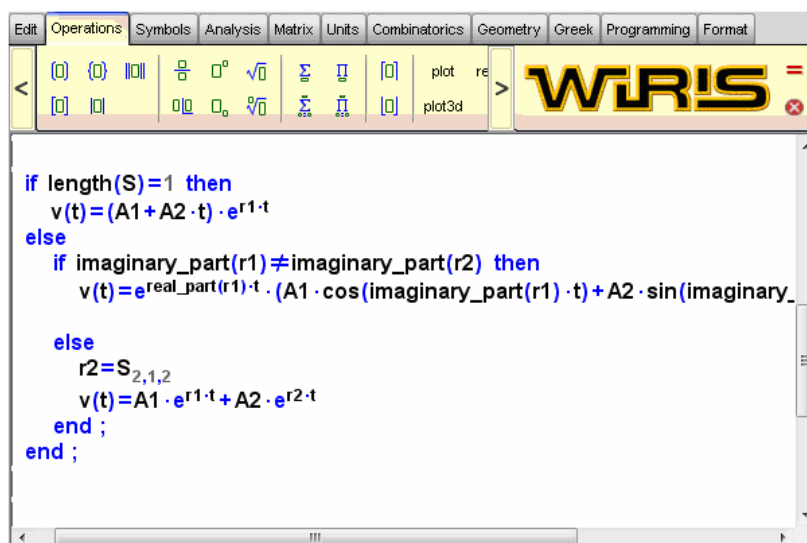 Edit Operations Symbols Analysis Matrix Units Combinatorics Geometry Greek Programming Format
plot re
plot3d
WIRIS
if length(S)=1 then
v(t)=(A1+A2·t)·e^r1·t
else
if imaginary_part(r1)≠imaginary_part(r2) then
v(t)=e^real_part(r1)·t·(A1·cos(imaginary_part(r1)·t)+A2·sin(imaginary_
else
r2=S_2,1,2
v(t)=A1·e^r1·t+A2·e^r2·t
end ;
end ;